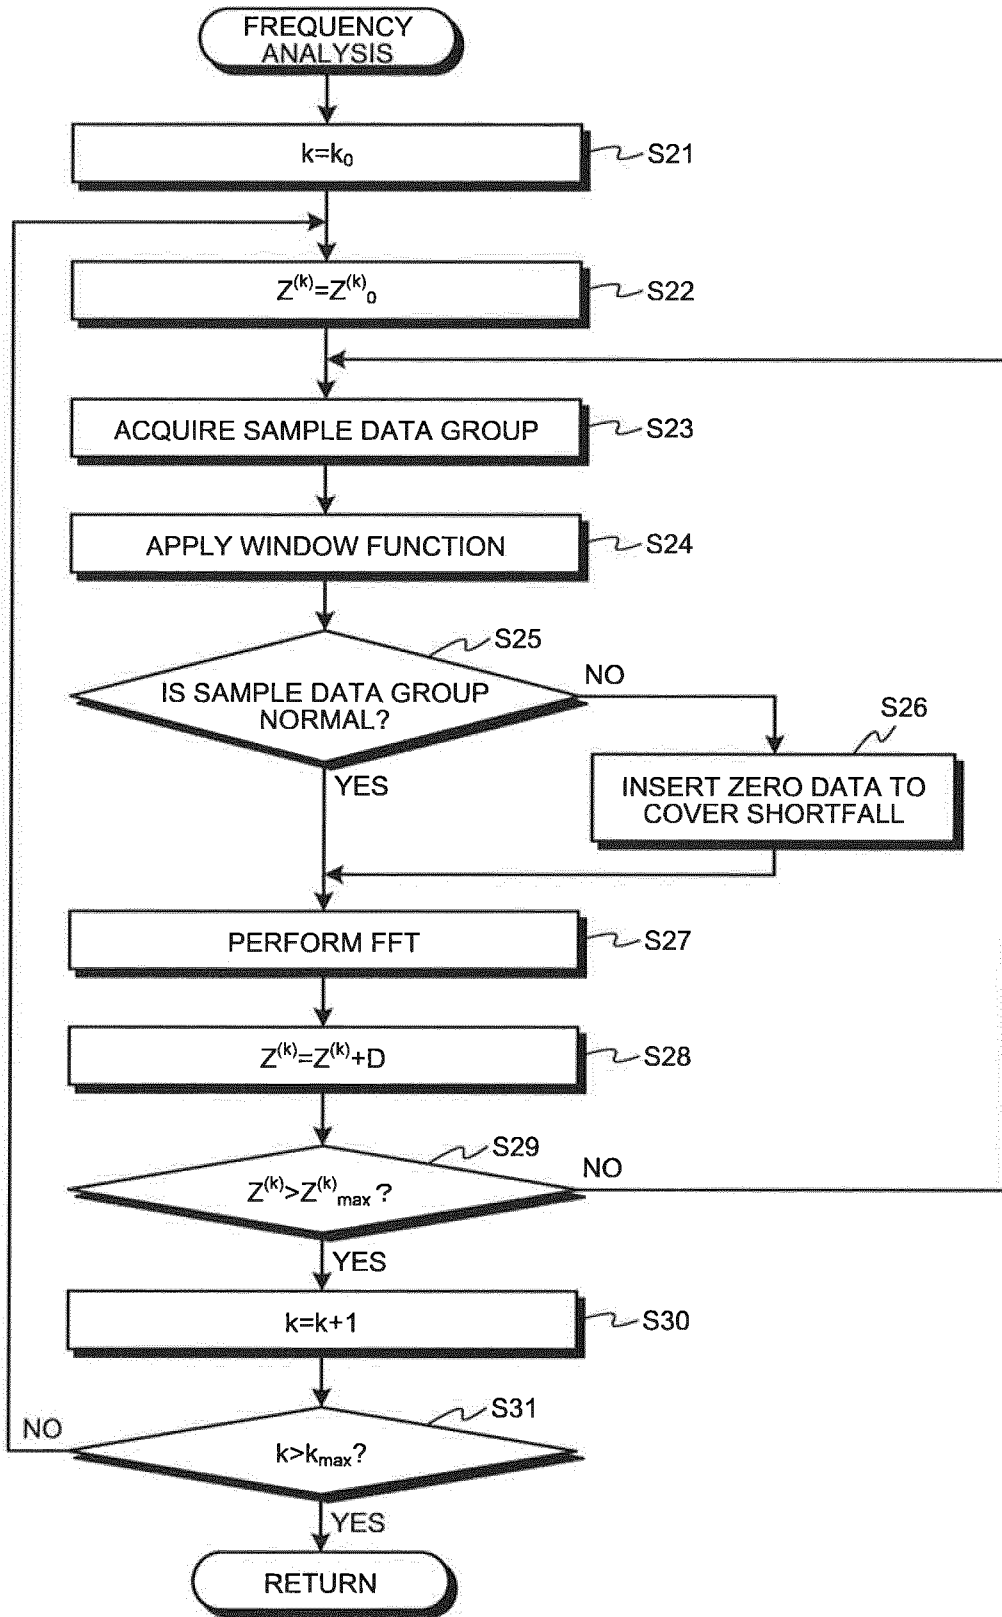 FREQUENCY
ANALYSIS
k=k₀
S21
Z⁽ᵏ⁾=Z⁽ᵏ⁾₀
S22
ACQUIRE SAMPLE DATA GROUP
S23
APPLY WINDOW FUNCTION
S24
S25
IS SAMPLE DATA GROUP
NORMAL?
NO
YES
S26
INSERT ZERO DATA TO
COVER SHORTFALL
PERFORM FFT
S27
Z⁽ᵏ⁾=Z⁽ᵏ⁾+D
S28
S29
Z⁽ᵏ⁾>Z⁽ᵏ⁾max ?
NO
YES
k=k+1
S30
S31
NO
k>kmax?
YES
RETURN